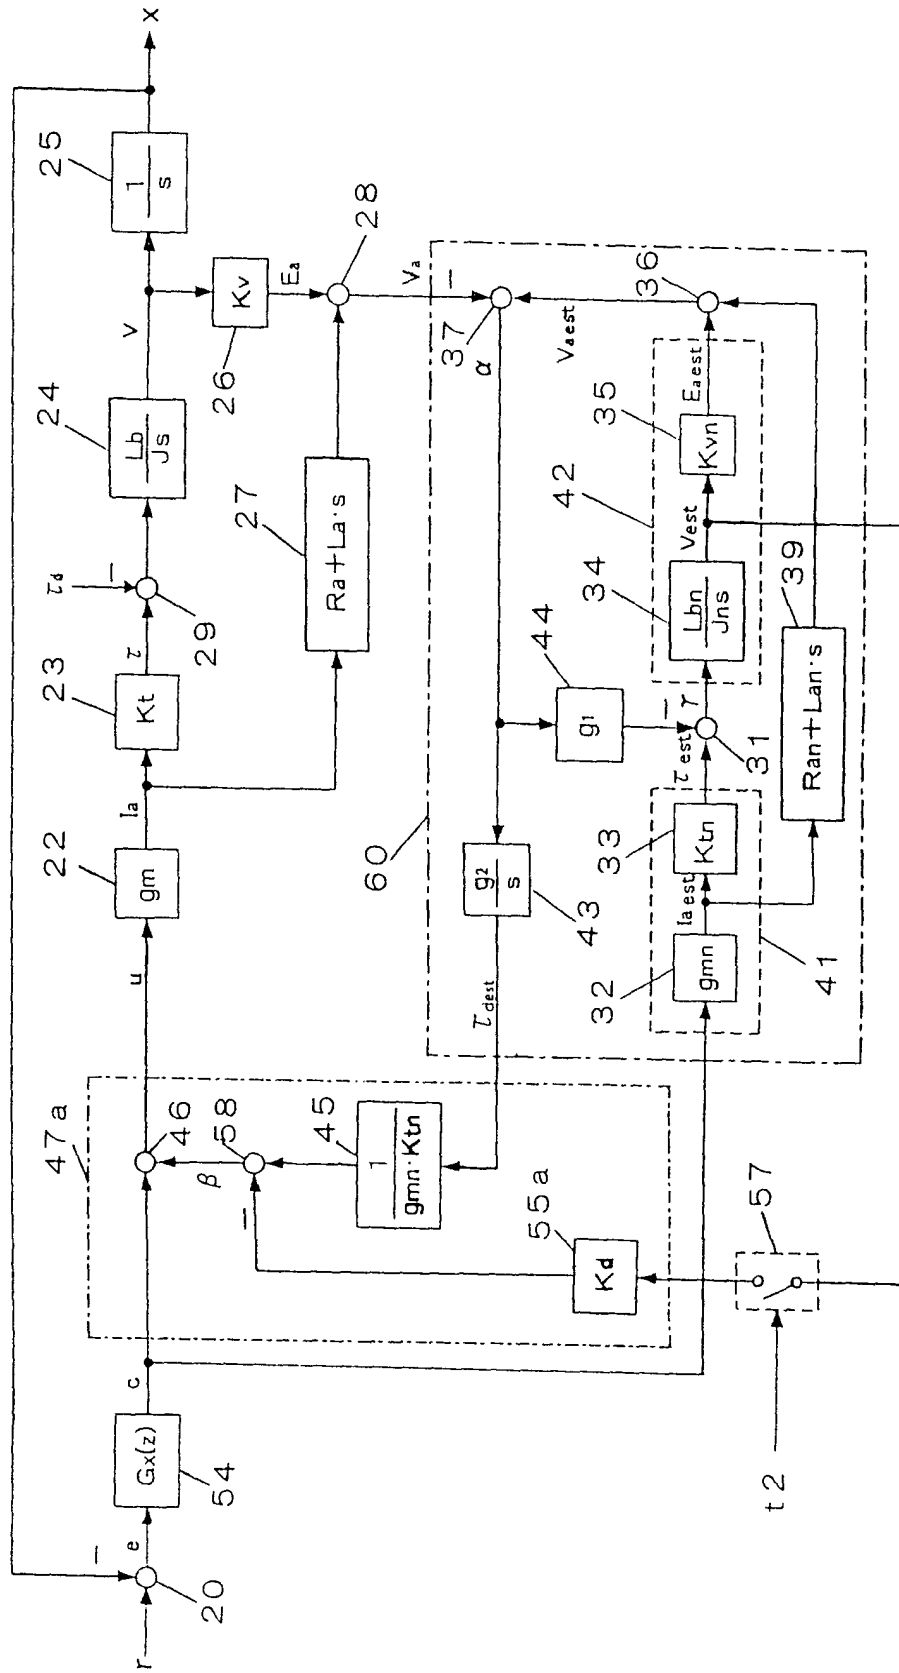 r
20
−
e
Gx(z)
54
c
47a
46
β
58
−
45
1
gmn·Ktn
55a
Kd
57
t2
u
gm
22
Ia
Kt
23
τ
τd
−
29
Lb
Js
24
V
1
s
25
X
Kv
26
Ea
28
Ra+La·s
27
Va
60
−
37
α
Vaest
36
g1
44
g2
s
43
τdest
gmn
32
Iaest
Ktn
33
41
τest
−
31
γ
Lbn
Jns
34
42
Vest
Kvn
35
Eaest
Ran+Lan·s
39